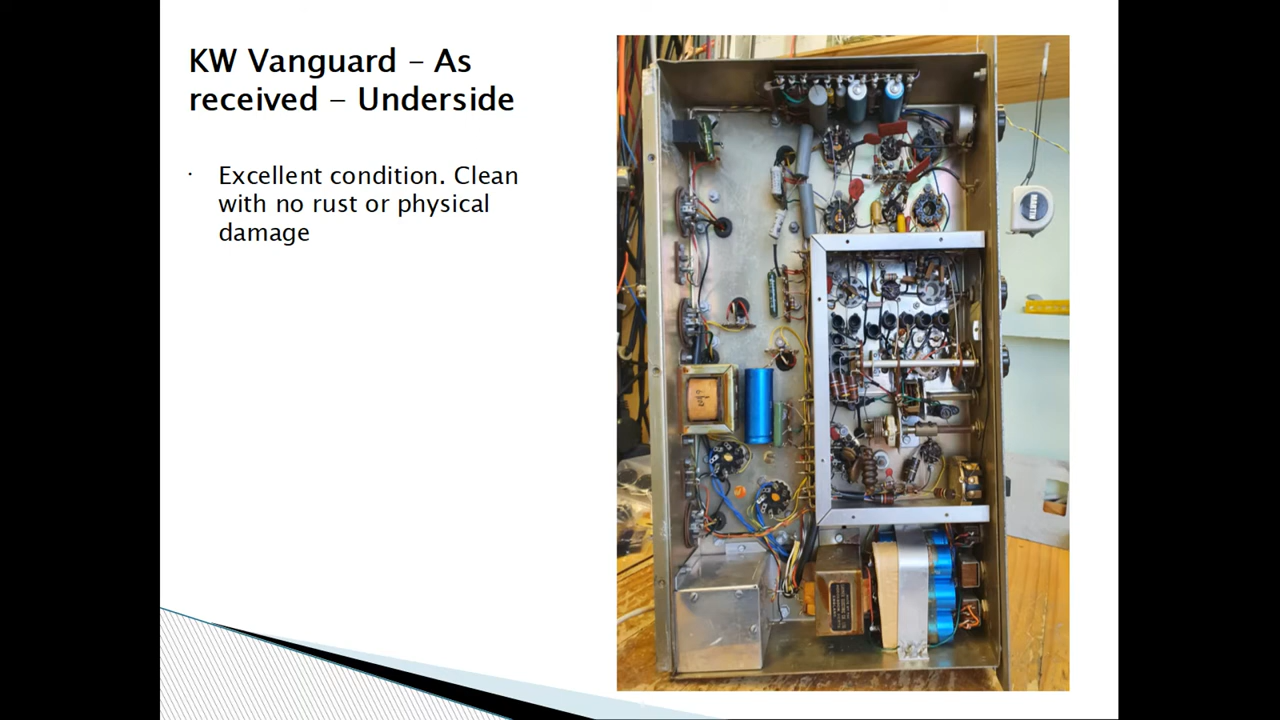 KW Vanguard – As
received – Underside
· Excellent condition. Clean
with no rust or physical
damage